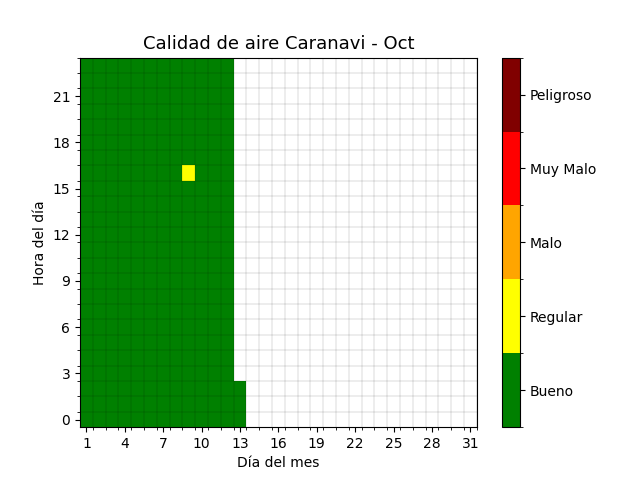 Calidad de aire Caranavi - Oct
Hora del día
21
18
15
12
9
6
3
0
1 4 7 10 13 16 19 22 25 28 31
Día del mes
Peligroso
Muy Malo
Malo
Regular
Bueno